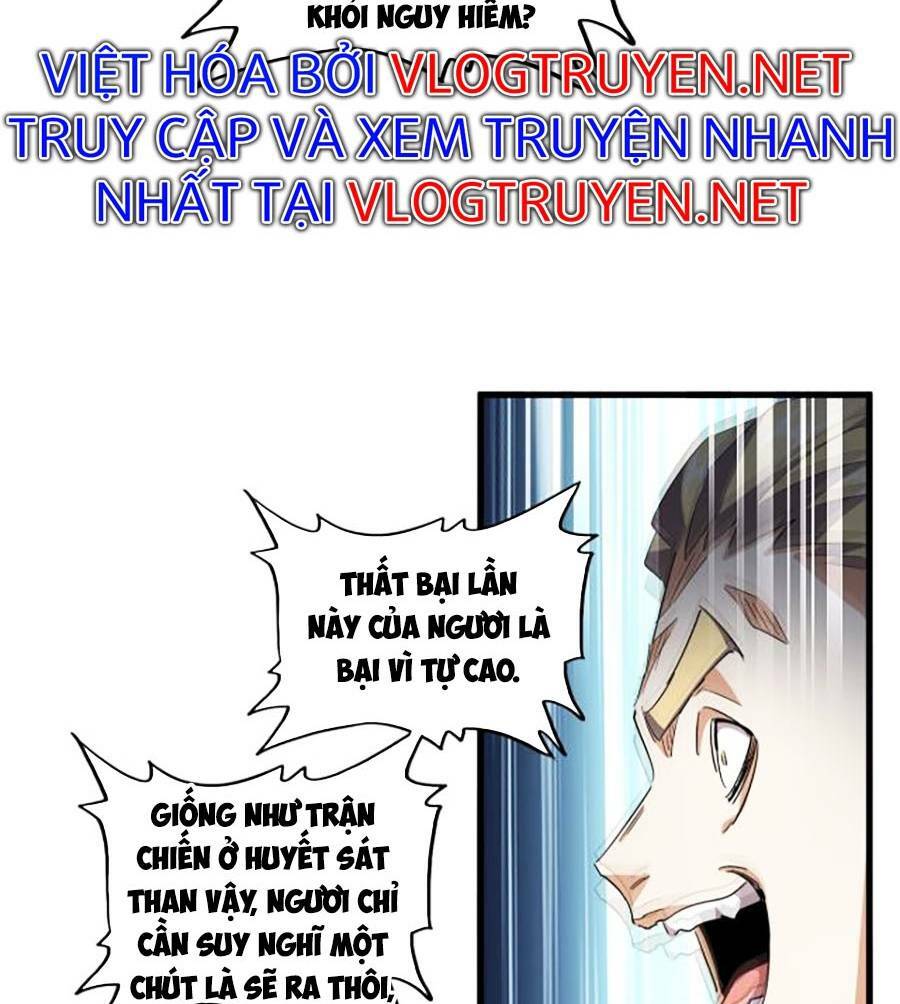 KHỎI NGUY HIỂM?
VIỆT HÓA BỞI VLOGTRUYEN.NET
TRUY CẬP VÀ XEM TRUYỆN NHANH
NHẤT TẠI VLOGTRUYEN.NET
THẤT BẠI LẦN
NÀY CỦA NGƯƠI LÀ
BẠI VÌ TỰ CAO.
GIỐNG NHƯ TRẬN
CHIẾN Ở HUYẾT SÁT
THAN VẬY, NGƯƠI CHỈ
CẦN SUY NGHĨ MỘT
CHÚT LÀ SẼ RA THÔI,